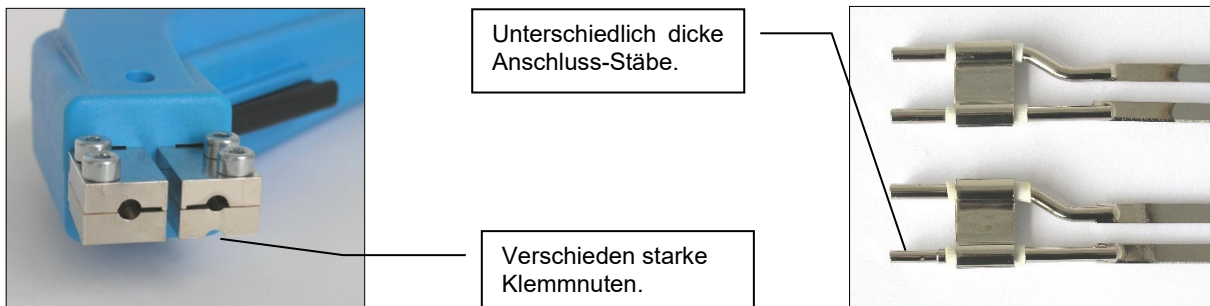 Unterschiedlich dicke
Anschluss-Stäbe.
Verschieden starke
Klemmnuten.